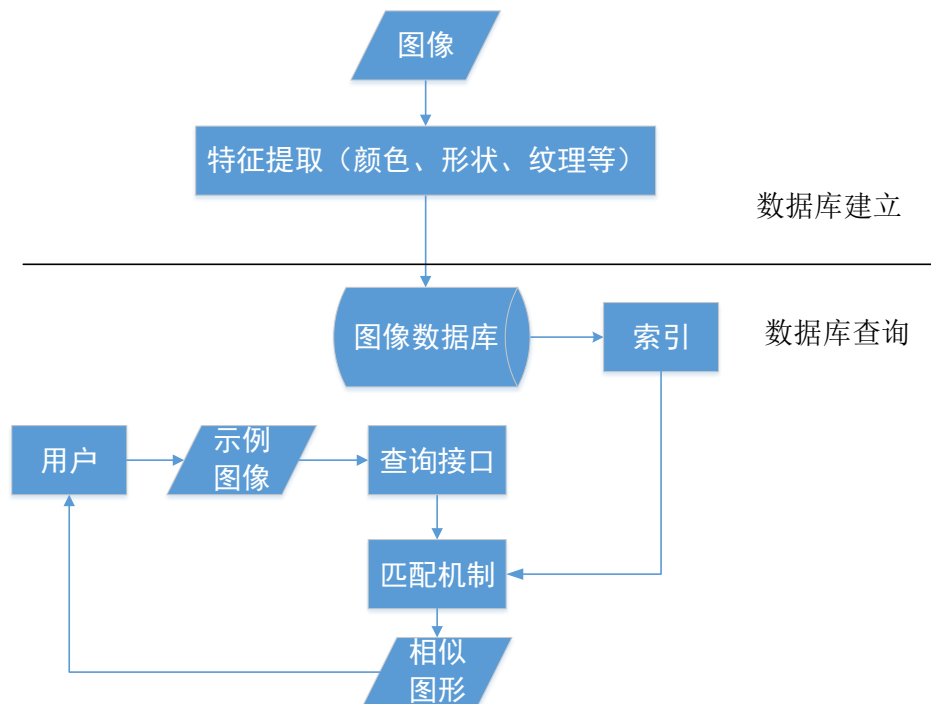 图像
特征提取（颜色、形状、纹理等）
数据库建立
图像数据库
索引
数据库查询
用户
示例
图像
查询接口
匹配机制
相似
图形